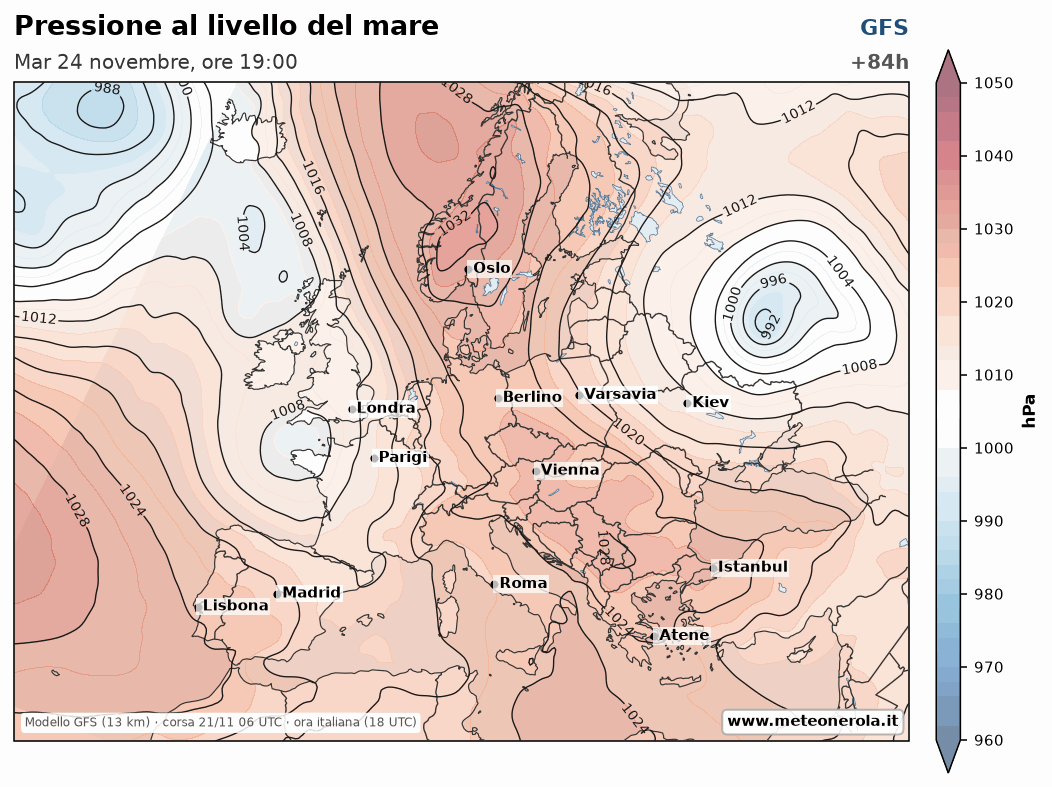 Pressione al livello del mare
GFS
Mar 24 novembre, ore 19:00
+84h
988
1028
1016
1012
1050
1040
1030
1020
1010
1000
990
980
970
960
hPa
1016
1004
1008
1032
1012
1004
996
1000
992
1008
1012
Oslo
Berlino
Varsavia
Kiev
Londra
1008
1020
Parigi
Vienna
1028
1024
1028
Istanbul
Roma
Madrid
Lisbona
1024
Atene
1024
Modello GFS (13 km) · corsa 21/11 06 UTC · ora italiana (18 UTC)
www.meteonerola.it